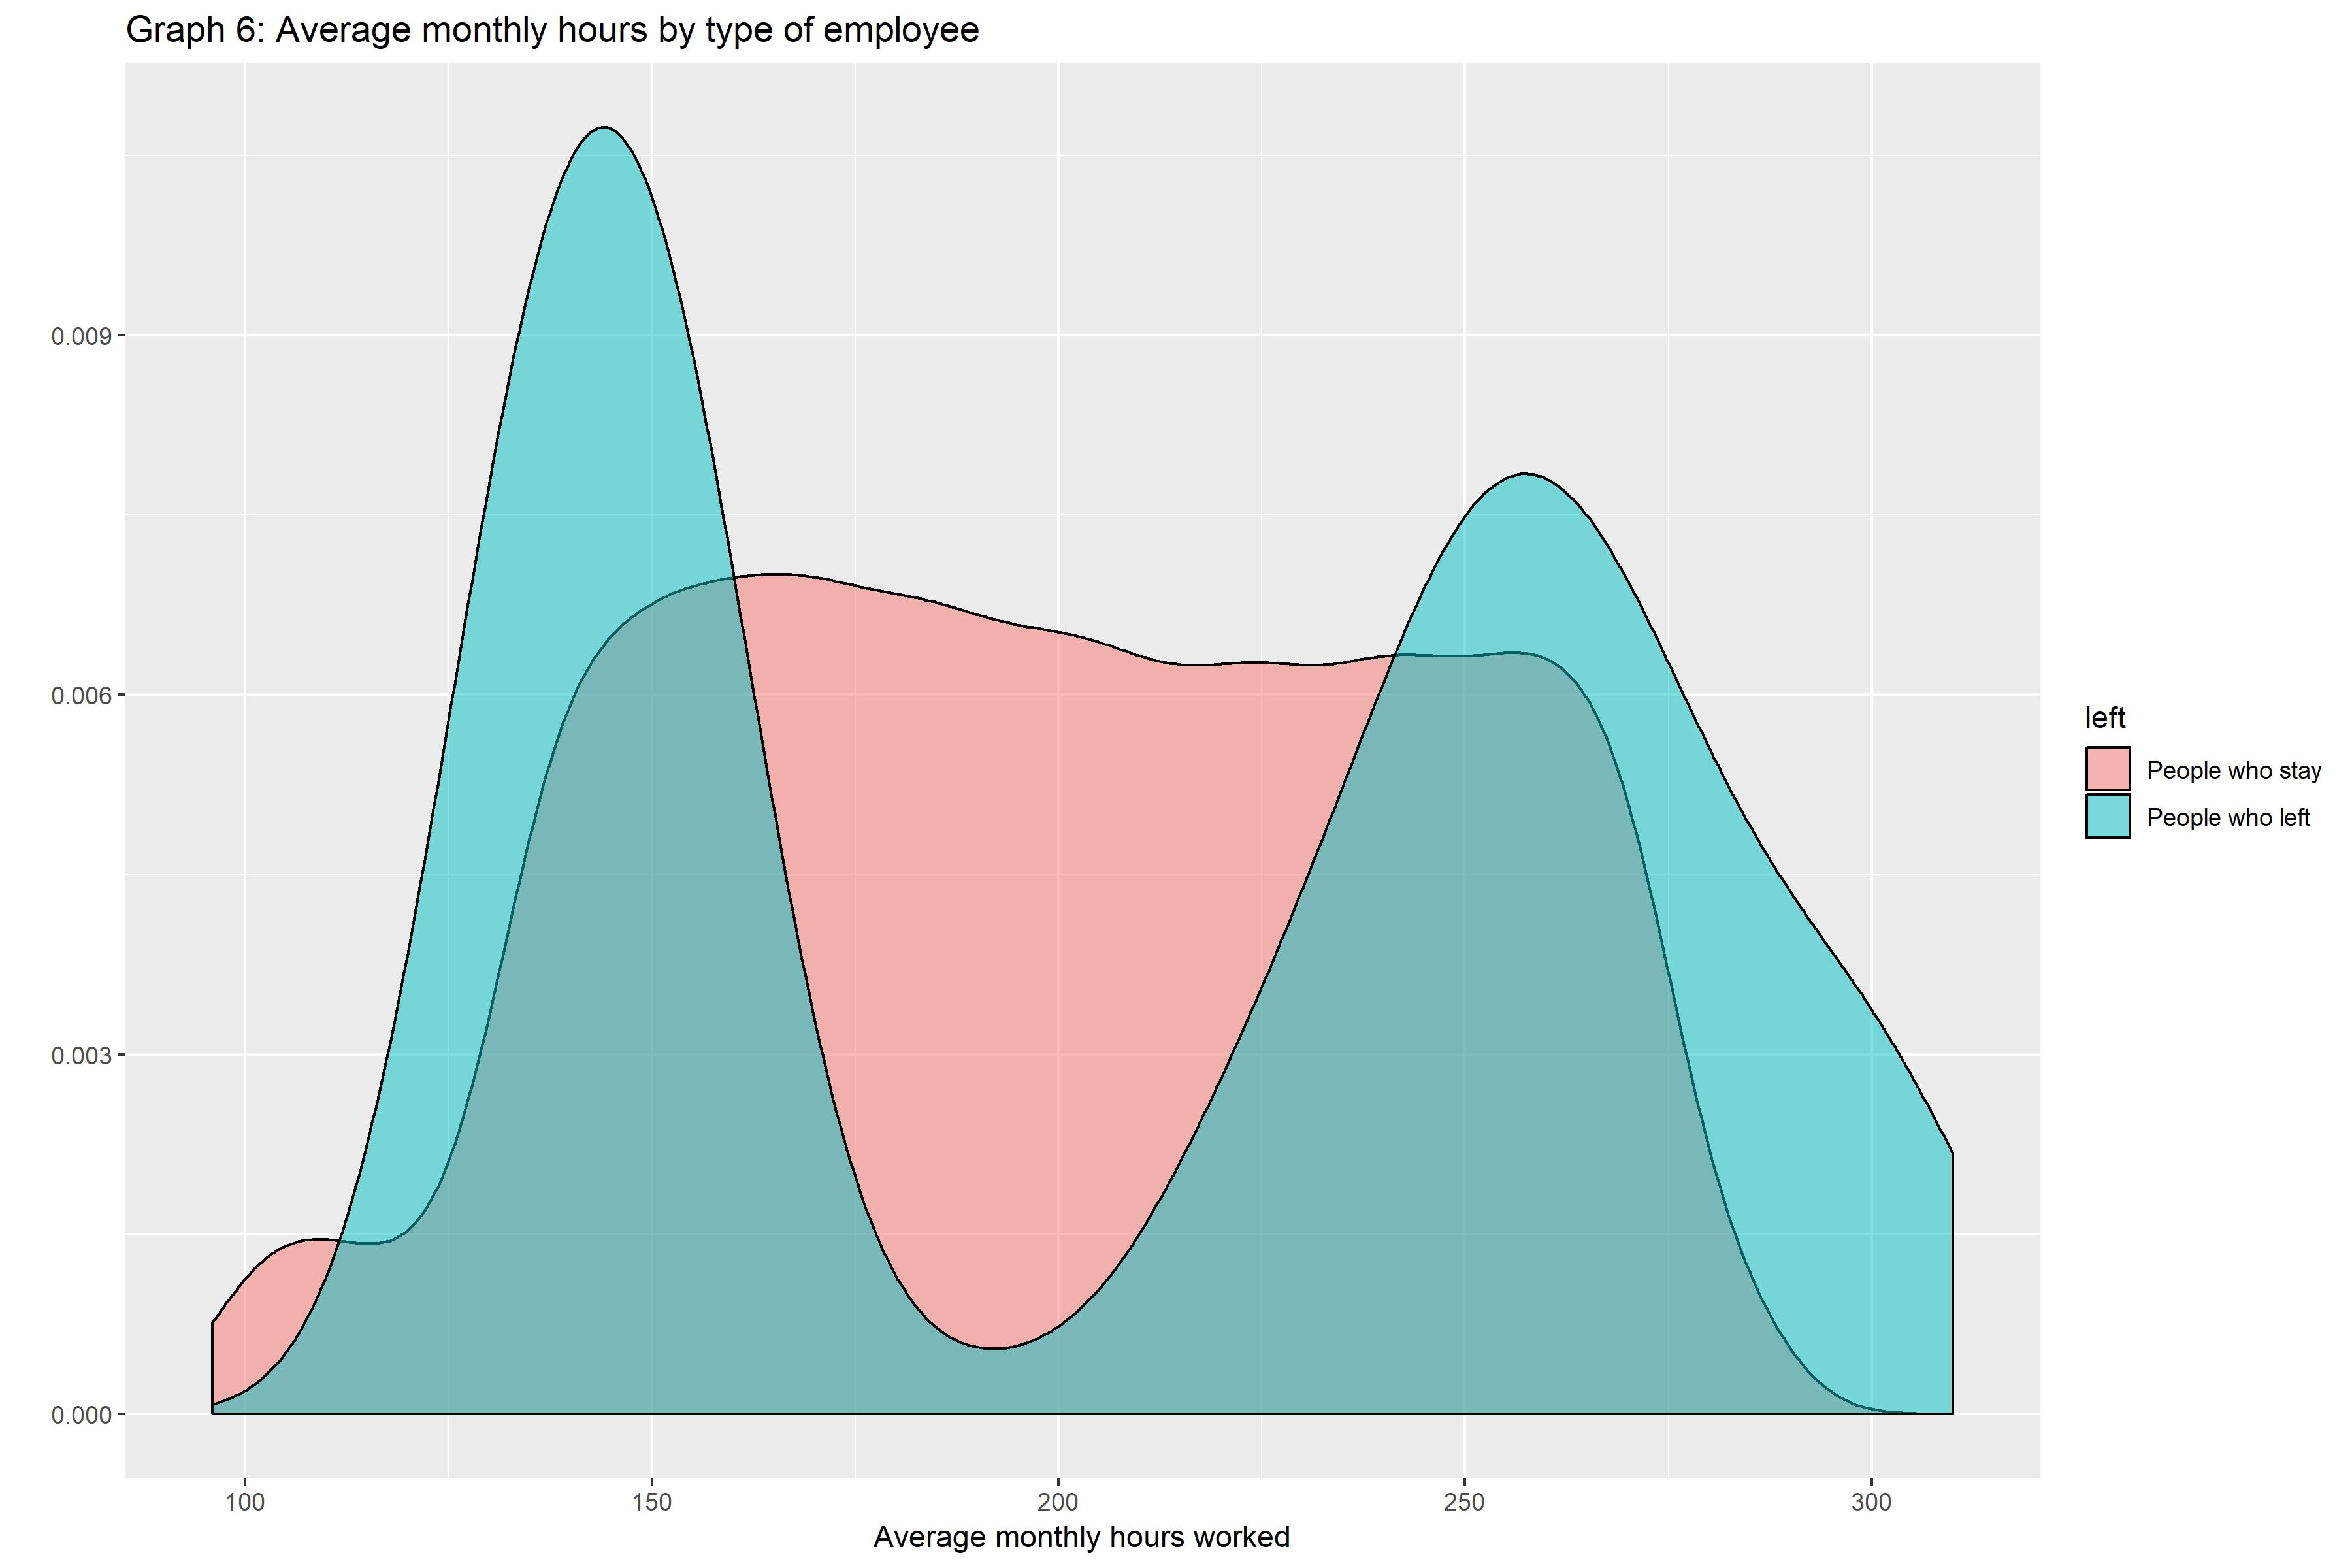 Graph 6: Average monthly hours by type of employee
0.009
0.006
0.003
0.000
100 150 200 250 300
Average monthly hours worked
left
People who stay
People who left